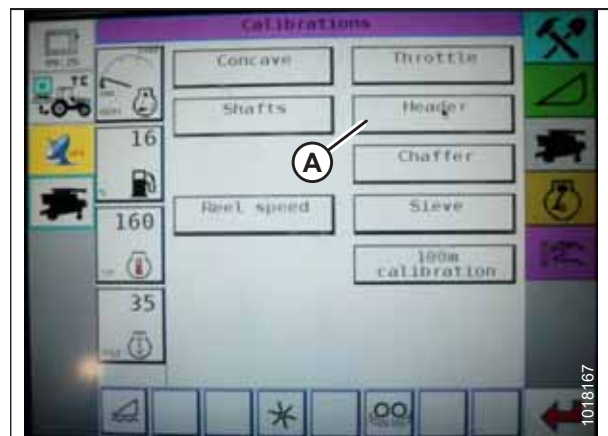 Calibrations
Concave
Throttle
Shafts
Header
A
16
Chaffer
Reel speed
Sieve
160
100m
calibration
35
1018167